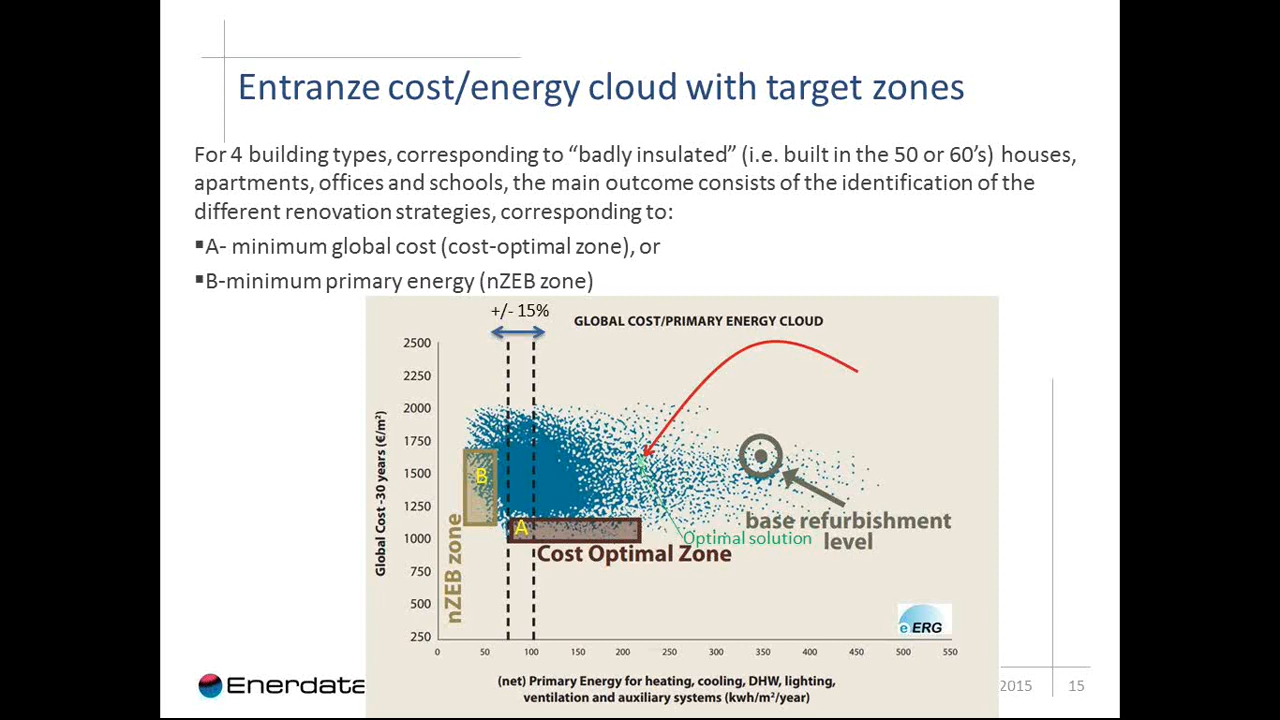 Entranze cost/energy cloud with target zones
For 4 building types, corresponding to “badly insulated” (i.e. built in the 50 or 60’s) houses,
apartments, offices and schools, the main outcome consists of the identification of the
different renovation strategies, corresponding to:
▪A- minimum global cost (cost-optimal zone), or
▪B-minimum primary energy (nZEB zone)
+/- 15%
GLOBAL COST/PRIMARY ENERGY CLOUD
Global Cost -30 years (€/m²)
2500
2250
2000
1750
1500
1250
1000
750
500
250
B
A
nZEB zone
Cost Optimal Zone
Optimal solution
base refurbishment
level
e ERG
0 50 100 150 200 250 300 350 400 450 500 550
(net) Primary Energy for heating, cooling, DHW, lighting,
ventilation and auxiliary systems (kwh/m²/year)
Enerdata
2015
15